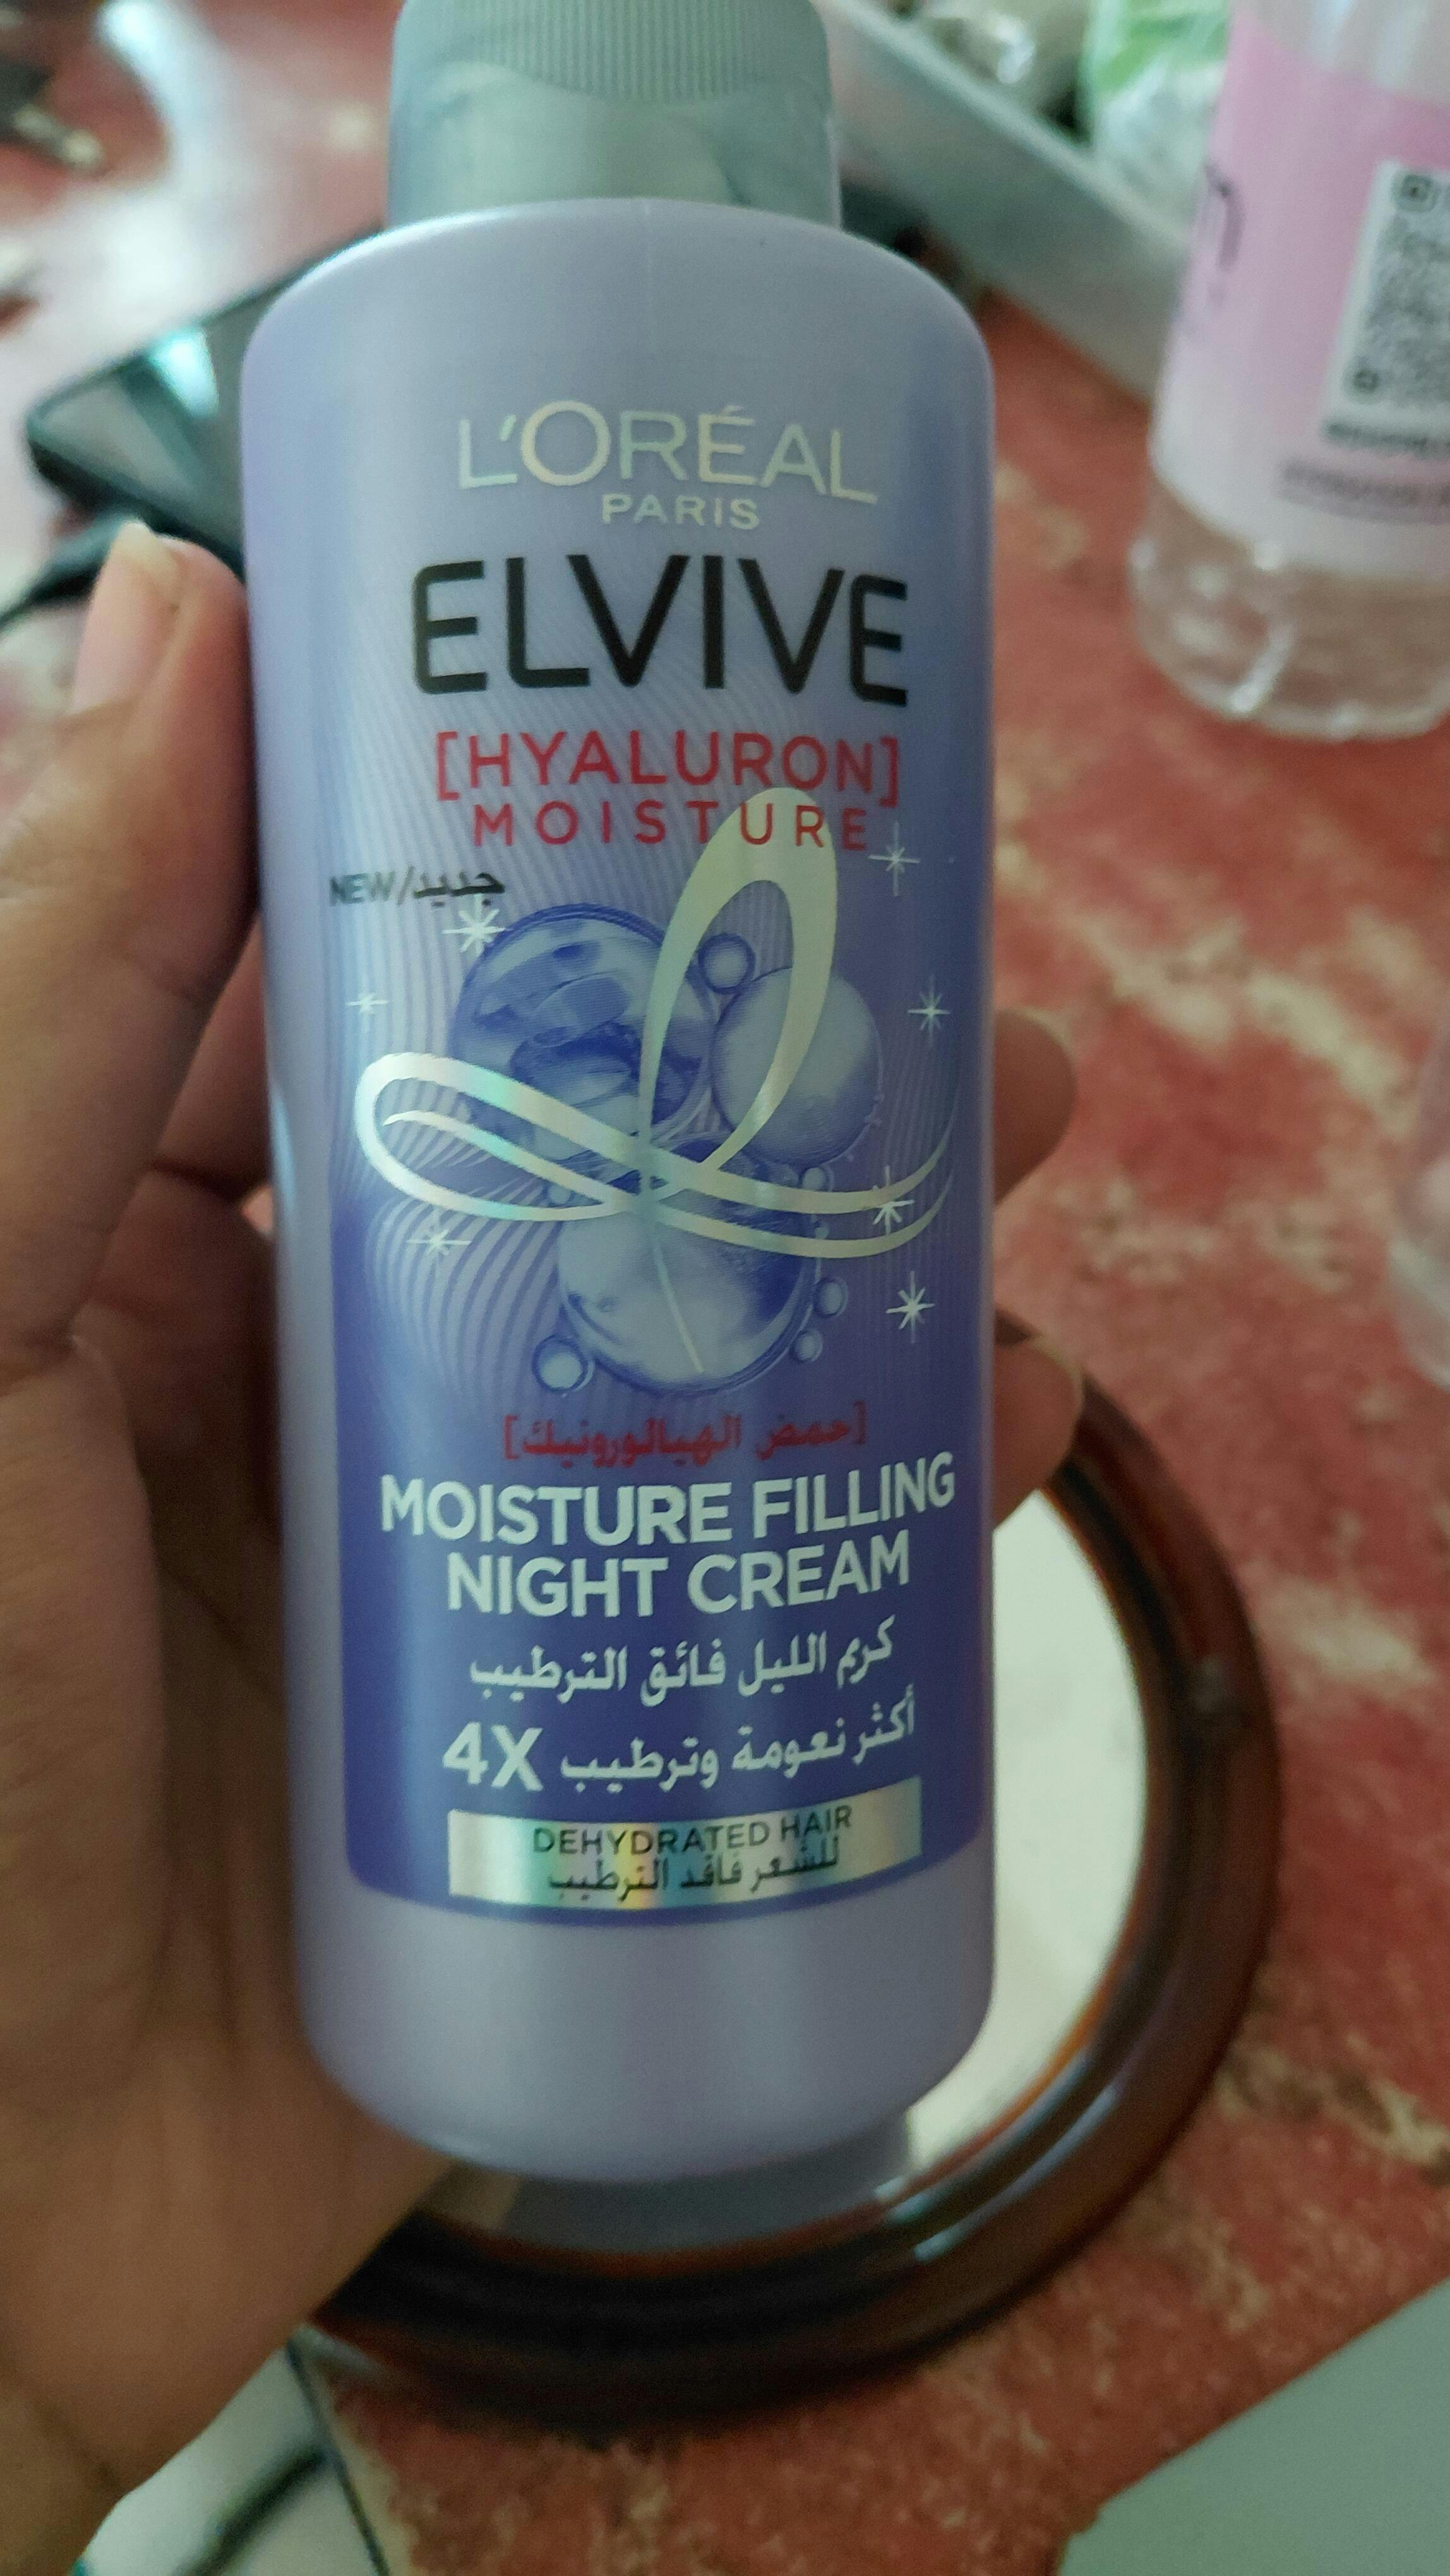 L'ORÉAL
PARIS
ELVIVE
[HYALURON]
MOISTURE
NEW/جديد
[حمض الهيالورونيك]
MOISTURE FILLING
NIGHT CREAM
كرم الليل فائق الترطيب
أكثر نعومة وترطيب 4X
DEHYDRATED HAIR
للشعر فاقد الترطيب